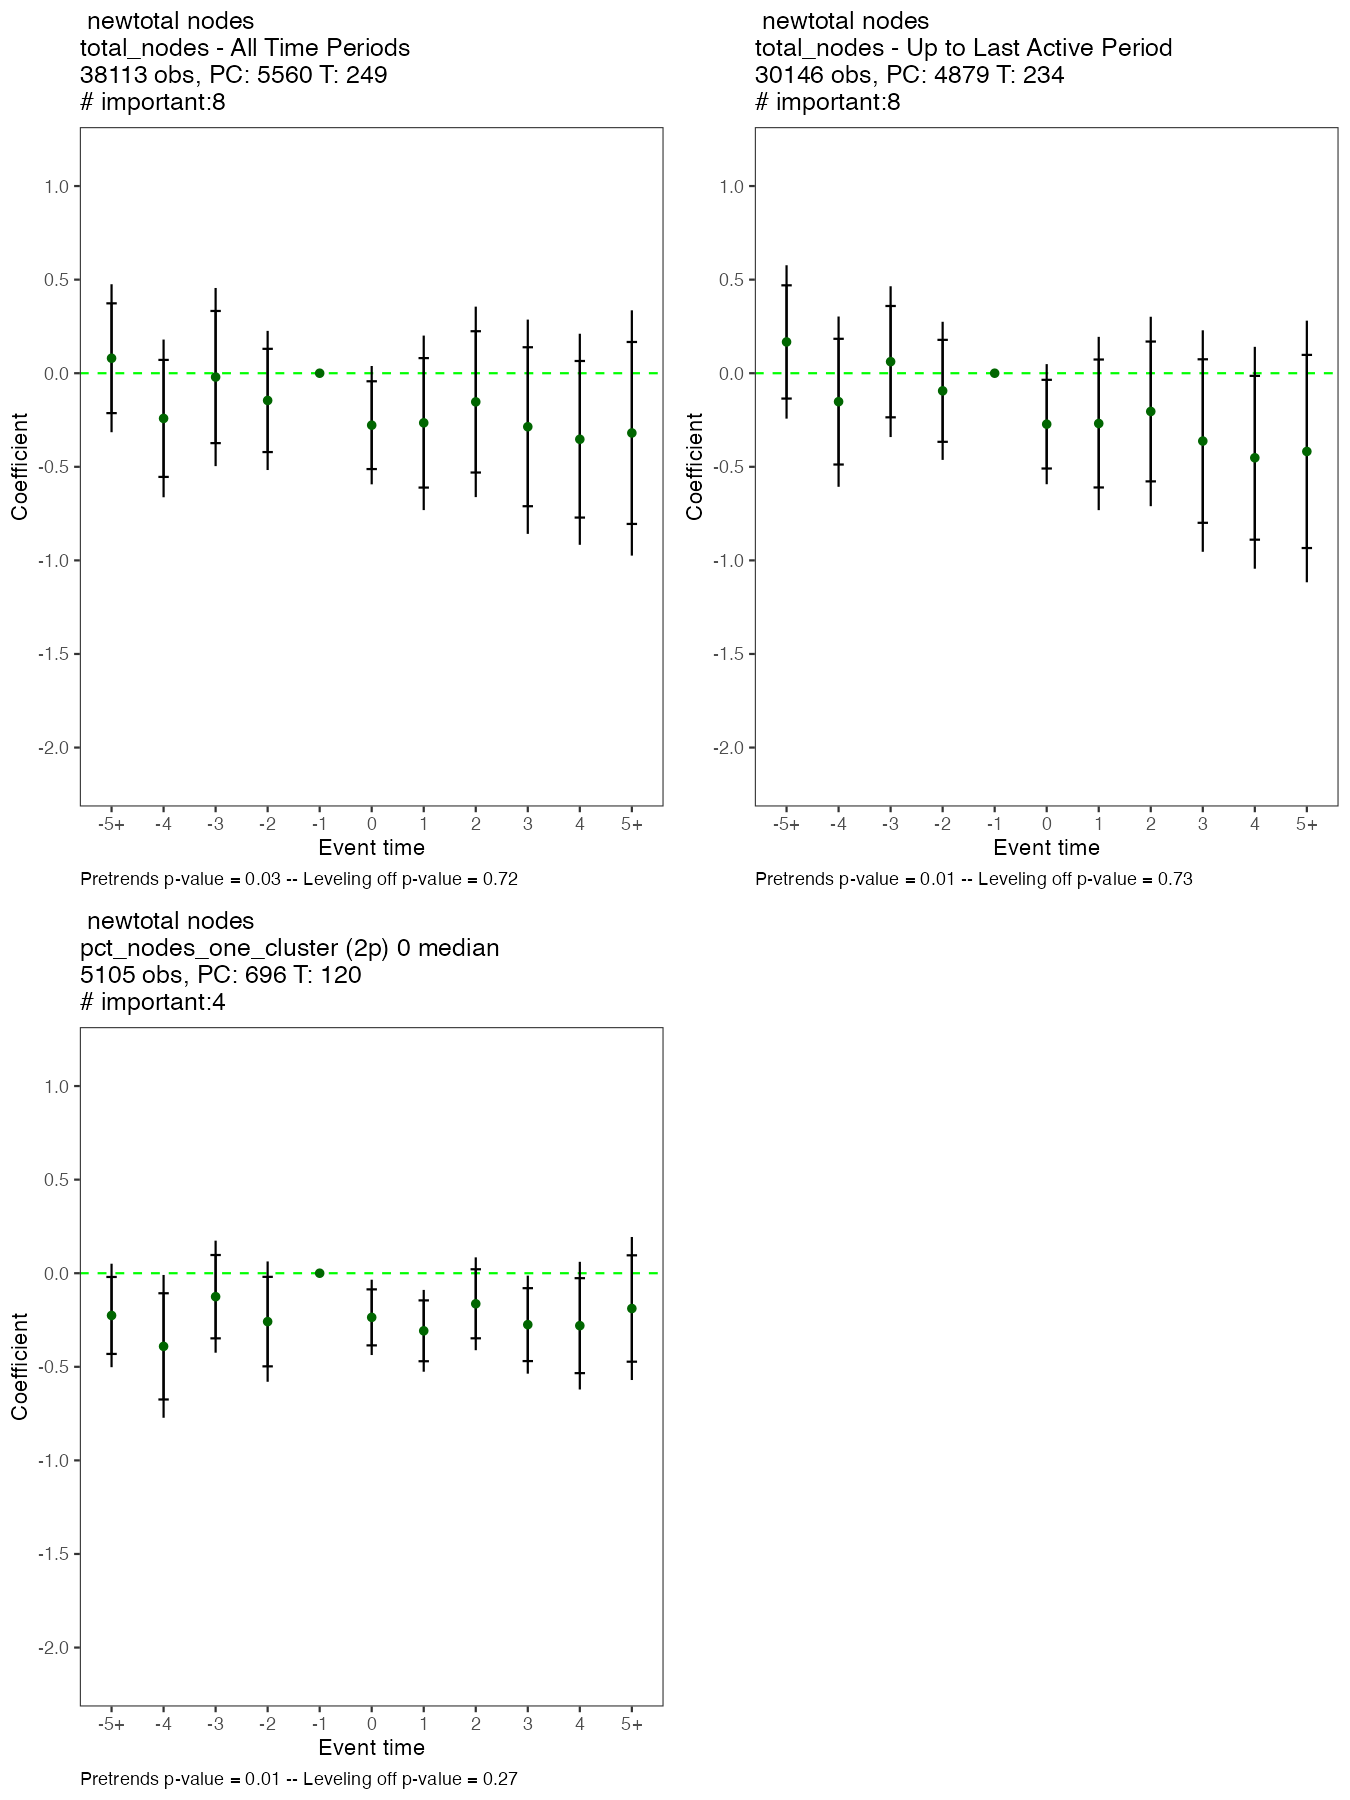 newtotal nodes
total_nodes - All Time Periods
38113 obs, PC: 5560 T: 249
# important:8
1.0
0.5
0.0
-0.5
-1.0
-1.5
-2.0
Coefficient
-5+ -4 -3 -2 -1 0 1 2 3 4 5+
Event time
Pretrends p-value = 0.03 -- Leveling off p-value = 0.72
newtotal nodes
total_nodes - Up to Last Active Period
30146 obs, PC: 4879 T: 234
# important:8
1.0
0.5
0.0
-0.5
-1.0
-1.5
-2.0
Coefficient
-5+ -4 -3 -2 -1 0 1 2 3 4 5+
Event time
Pretrends p-value = 0.01 -- Leveling off p-value = 0.73
newtotal nodes
pct_nodes_one_cluster (2p) 0 median
5105 obs, PC: 696 T: 120
# important:4
1.0
0.5
0.0
-0.5
-1.0
-1.5
-2.0
Coefficient
-5+ -4 -3 -2 -1 0 1 2 3 4 5+
Event time
Pretrends p-value = 0.01 -- Leveling off p-value = 0.27